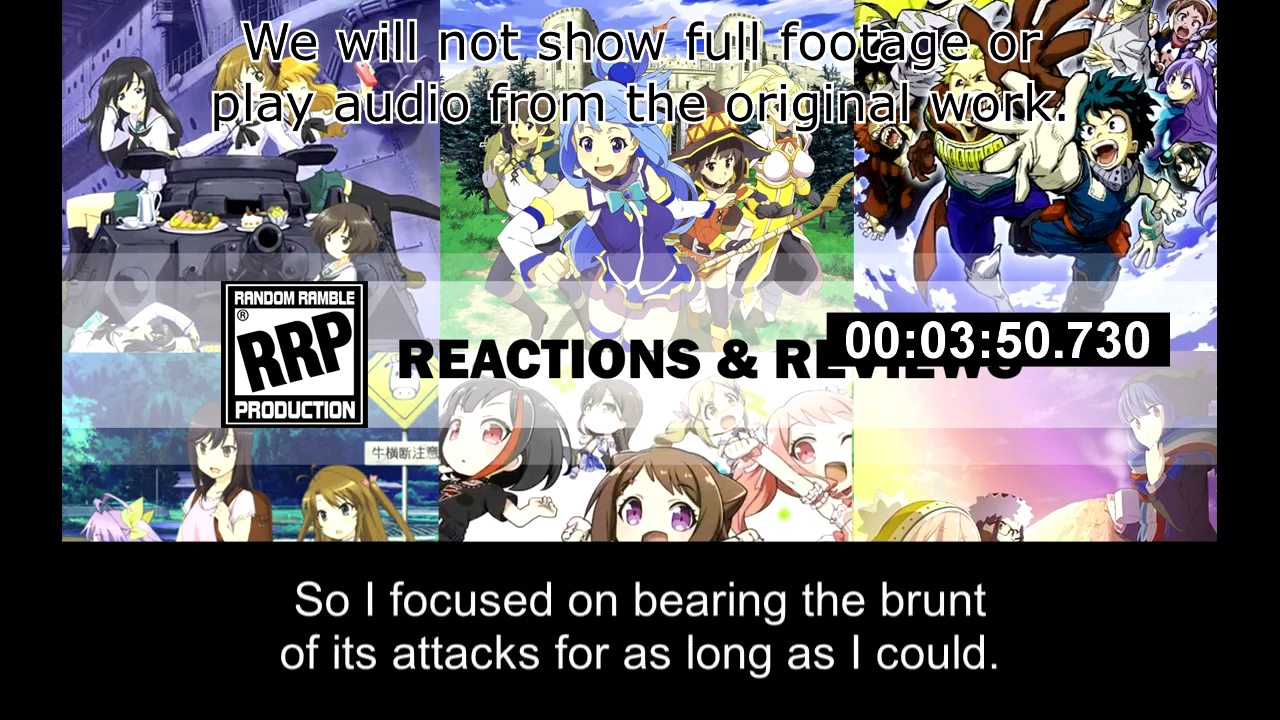 We will not show full footage or
play audio from the original work.
RANDOM RAMBLE
®
RRP
PRODUCTION
REACTIONS & REVIEWS
00:03:50.730
牛横断注意
So I focused on bearing the brunt
of its attacks for as long as I could.